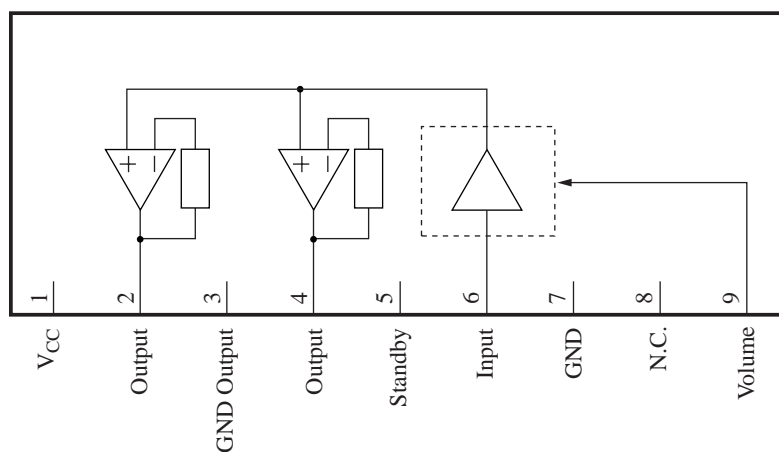 + −
+ −
1
2
3
4
5
6
7
8
9
VCC
Output
GND Output
Output
Standby
Input
GND
N.C.
Volume